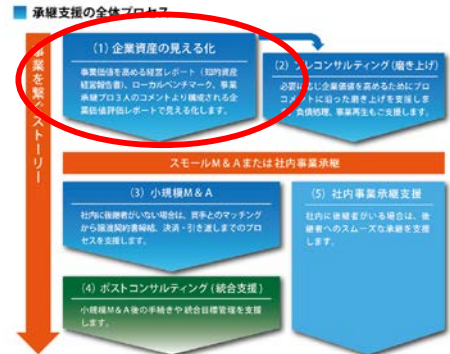 承継支援の全体プロセス
事業を繋ぐストーリー
(1) 企業資産の見える化
事業価値を高める経営レポート（知的資産
経営報告書）、ローカルベンチマーク、事業
承継プロ３人のコメントより構成される企
業価値評価レポートで見える化します。
(2) プレコンサルティング(磨き上げ)
必要に応じ企業価値を高めるためにプロ
コメントに沿った磨き上げを支援しま
す。負債処理、事業再生もご支援します。
スモールＭ＆Ａまたは社内事業承継
(3) 小規模Ｍ＆Ａ
社内に後継者がいない場合は、買手とのマッチング
から譲渡契約書締結、決済・引き渡しまでのプロ
セスを支援します。
(5) 社内事業承継支援
社内に後継者がいる場合は、後
継者へのスムーズな承継を支援
します。
(4) ポストコンサルティング(統合支援)
小規模Ｍ＆Ａ後の手続きや統合目標管理を支援
します。